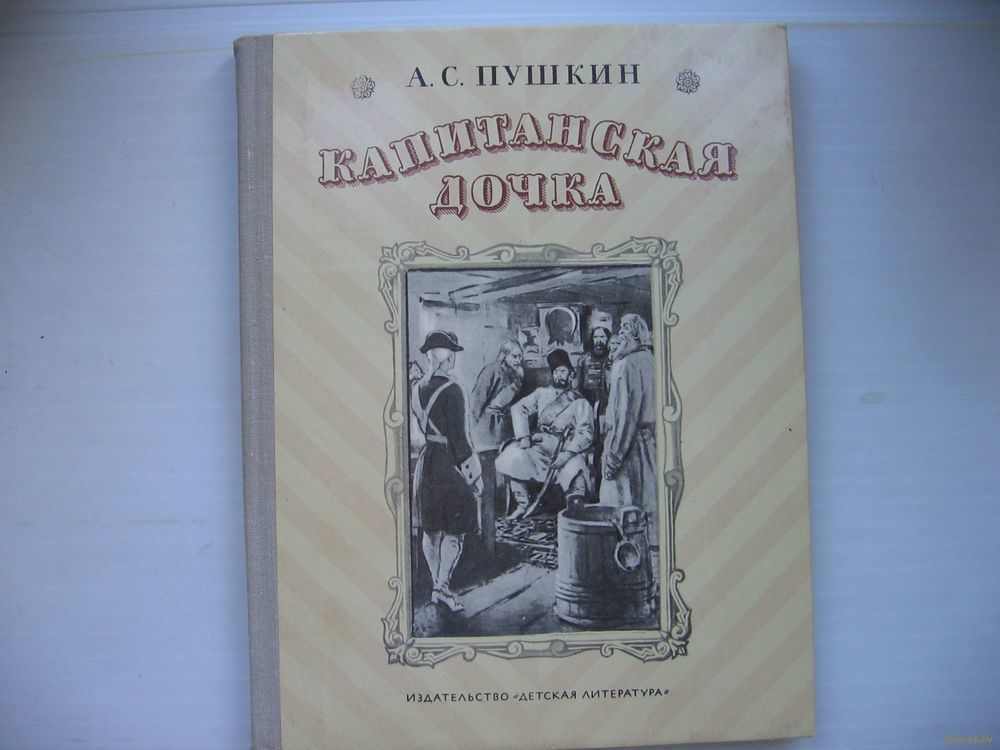 А. С. ПУШКИН
КАПИТАНСКАЯ
ДОЧКА
ИЗДАТЕЛЬСТВО «ДЕТСКАЯ ЛИТЕРАТУРА»